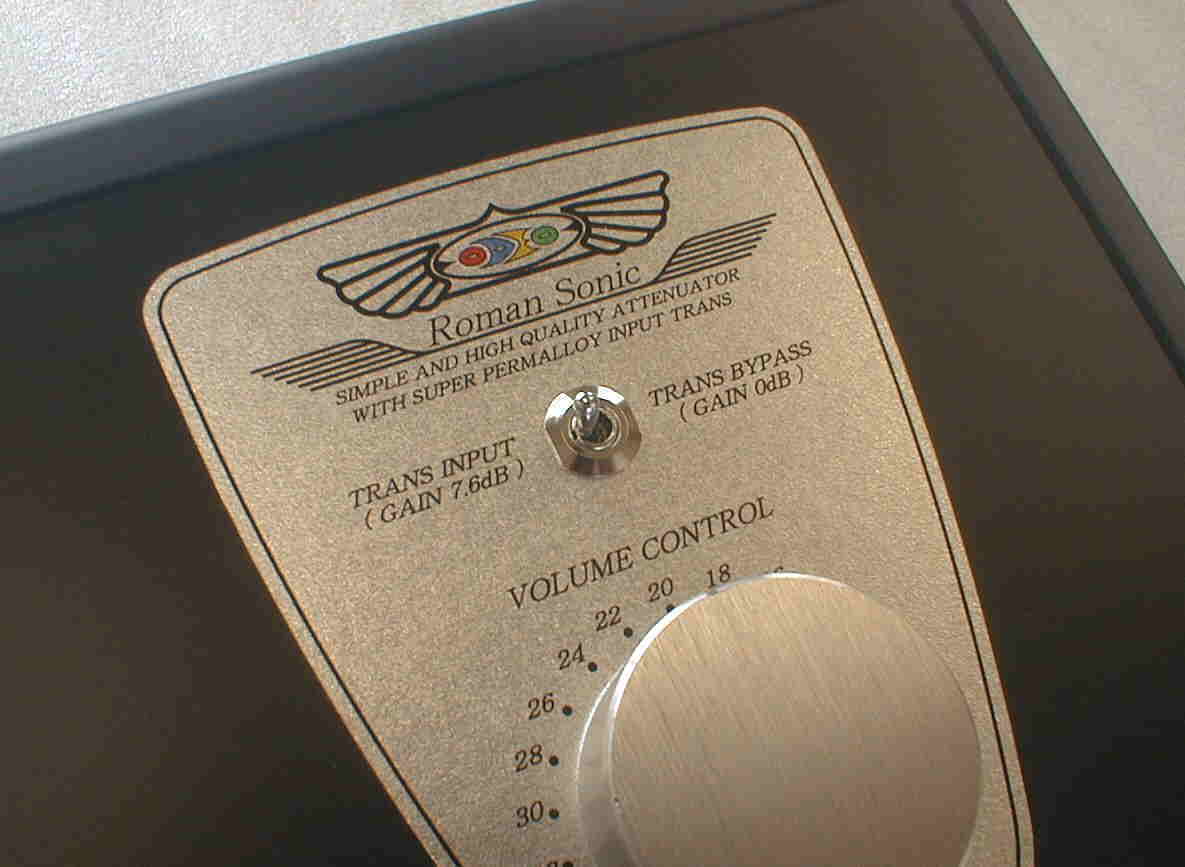 Roman Sonic
SIMPLE AND HIGH QUALITY ATTENUATOR
WITH SUPER PERMALLOY INPUT TRANS
TRANS BYPASS
( GAIN 0dB )
TRANS INPUT
( GAIN 7.6dB )
VOLUME CONTROL
18
20
22
24
26
28
30